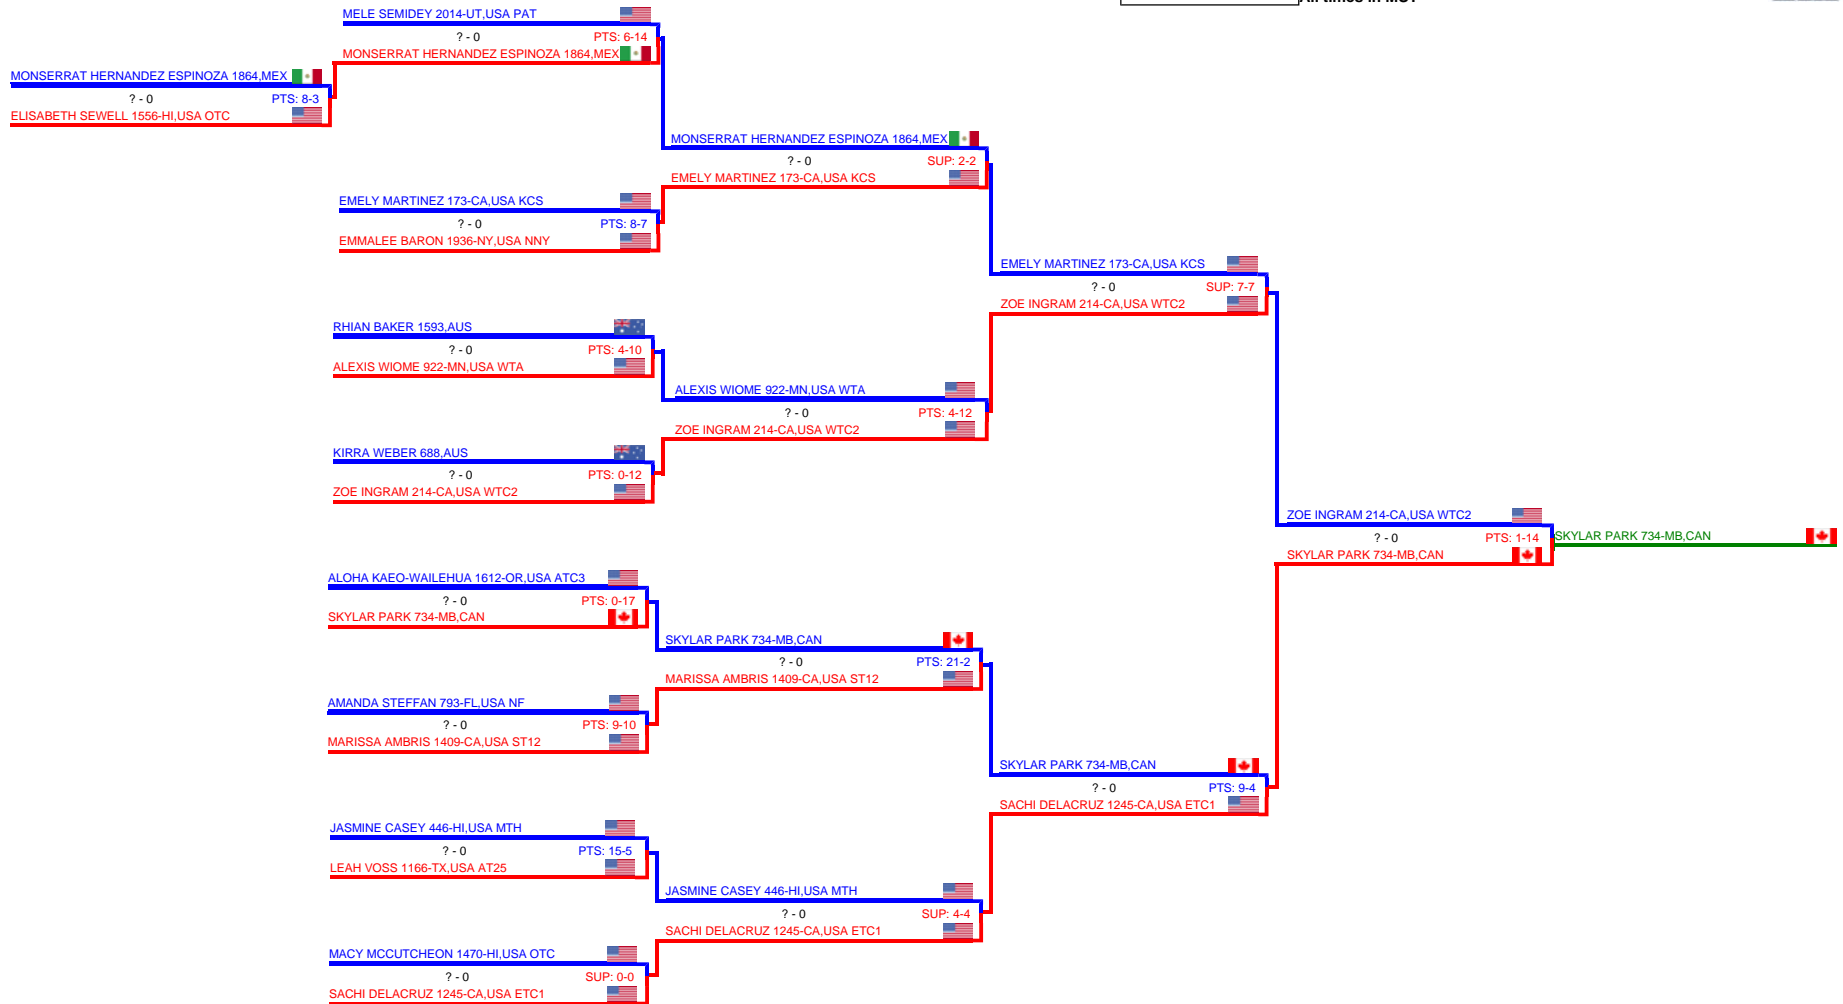 MELE SEMIDEY 2014-UT,USA PAT
? - 0 PTS: 6-14
MONSERRAT HERNANDEZ ESPINOZA 1864,MEX
MONSERRAT HERNANDEZ ESPINOZA 1864,MEX
? - 0 PTS: 8-3
ELISABETH SEWELL 1556-HI,USA OTC
MONSERRAT HERNANDEZ ESPINOZA 1864,MEX
? - 0 SUP: 2-2
EMELY MARTINEZ 173-CA,USA KCS
EMELY MARTINEZ 173-CA,USA KCS
? - 0 PTS: 8-7
EMMALEE BARON 1936-NY,USA NNY
EMELY MARTINEZ 173-CA,USA KCS
? - 0 SUP: 7-7
ZOE INGRAM 214-CA,USA WTC2
RHIAN BAKER 1593,AUS
? - 0 PTS: 4-10
ALEXIS WIOME 922-MN,USA WTA
ALEXIS WIOME 922-MN,USA WTA
? - 0 PTS: 4-12
ZOE INGRAM 214-CA,USA WTC2
KIRRA WEBER 688,AUS
? - 0 PTS: 0-12
ZOE INGRAM 214-CA,USA WTC2
ZOE INGRAM 214-CA,USA WTC2
? - 0 PTS: 1-14
SKYLAR PARK 734-MB,CAN
SKYLAR PARK 734-MB,CAN
ALOHA KAEO-WAILEHUA 1612-OR,USA ATC3
? - 0 PTS: 0-17
SKYLAR PARK 734-MB,CAN
SKYLAR PARK 734-MB,CAN
? - 0 PTS: 21-2
MARISSA AMBRIS 1409-CA,USA ST12
AMANDA STEFFAN 793-FL,USA NF
? - 0 PTS: 9-10
MARISSA AMBRIS 1409-CA,USA ST12
SKYLAR PARK 734-MB,CAN
? - 0 PTS: 9-4
SACHI DELACRUZ 1245-CA,USA ETC1
JASMINE CASEY 446-HI,USA MTH
? - 0 PTS: 15-5
LEAH VOSS 1166-TX,USA AT25
JASMINE CASEY 446-HI,USA MTH
? - 0 SUP: 4-4
SACHI DELACRUZ 1245-CA,USA ETC1
MACY MCCUTCHEON 1470-HI,USA OTC
? - 0 SUP: 0-0
SACHI DELACRUZ 1245-CA,USA ETC1